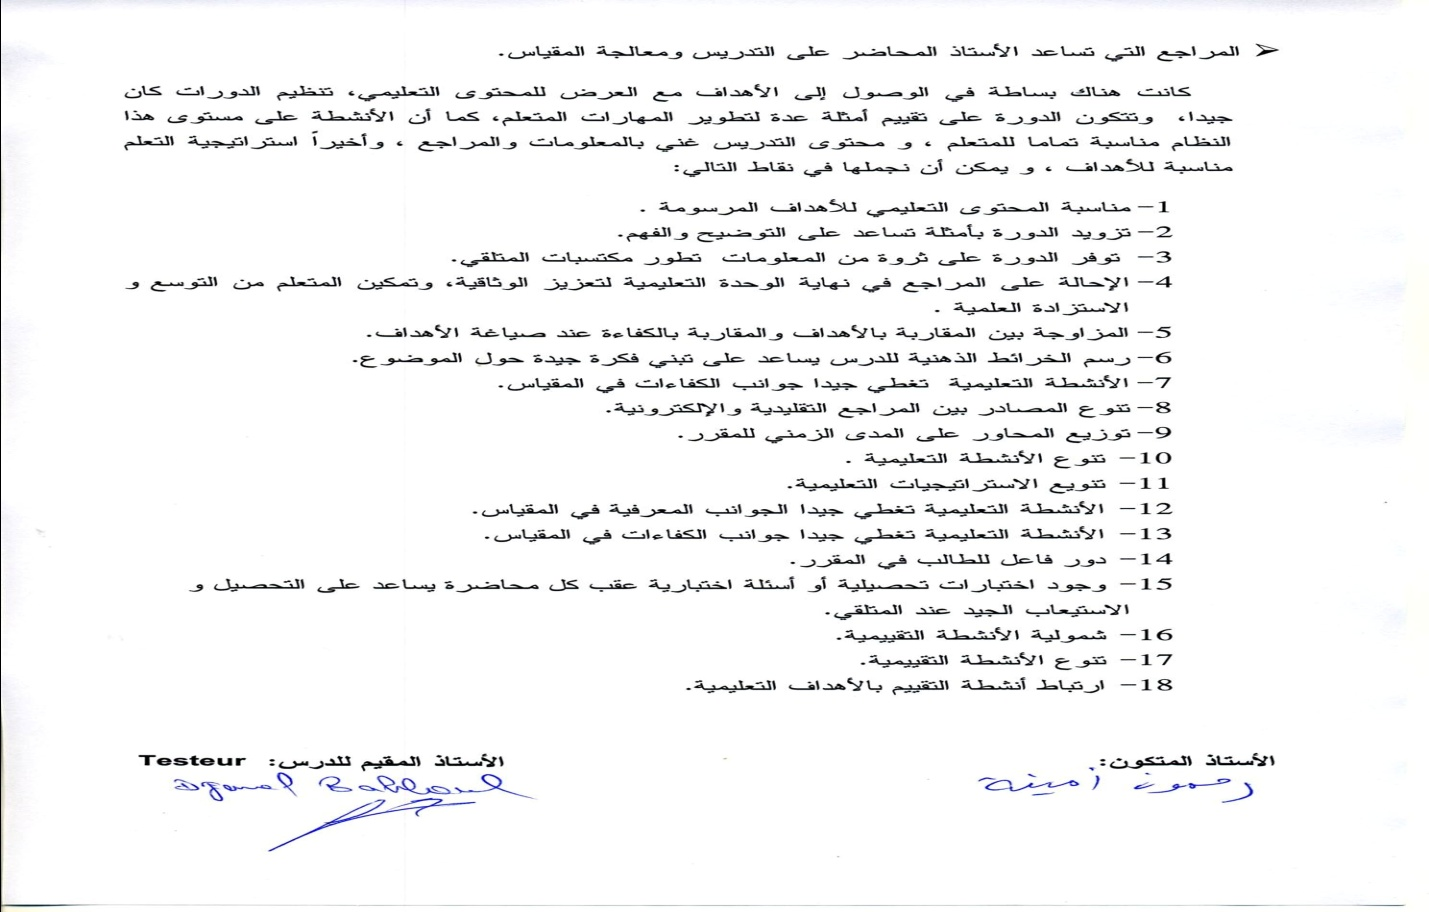 ➢ المراجع التي تساعد الأستاذ المحاضر على التدريس ومعالجة المقياس.
كانت هناك بساطة في الوصول إلى الأهداف مع العرض للمحتوى التعليمي، تنظيم الدورات كان
جيدا، وتتكون الدورة على تقييم أمثلة عدة لتطوير المهارات المتعلم، كما أن الأنشطة على مستوى هذا
النظام مناسبة تماما للمتعلم ، و محتوى التدريس غني بالمعلومات والمراجع ، وأخيراً استراتيجية التعلم
مناسبة للأهداف ، و يمكن أن نجملها في نقاط التالي:
1– مناسبة المحتوى التعليمي للأهداف المرسومة .
2– تزويد الدورة بأمثلة تساعد على التوضيح والفهم.
3– توفر الدورة على ثروة من المعلومات تطور مكتسبات المتلقي.
4– الإحالة على المراجع في نهاية الوحدة التعليمية لتعزيز الوثاقية، وتمكين المتعلم من التوسع و
الاستزادة العلمية .
5– المزاوجة بين المقاربة بالأهداف والمقاربة بالكفاءة عند صياغة الأهداف.
6– رسم الخرائط الذهنية للدرس يساعد على تبني فكرة جيدة حول الموضوع.
7– الأنشطة التعليمية تغطي جيدا جوانب الكفاءات في المقياس.
8– تنوع المصادر بين المراجع التقليدية والإلكترونية.
9– توزيع المحاور على المدى الزمني للمقرر.
10– تنوع الأنشطة التعليمية .
11– تنويع الاستراتيجيات التعليمية.
12– الأنشطة التعليمية تغطي جيدا الجوانب المعرفية في المقياس.
13– الأنشطة التعليمية تغطي جيدا جوانب الكفاءات في المقياس.
14– دور فاعل للطالب في المقرر.
15– وجود اختبارات تحصيلية أو أسئلة اختبارية عقب كل محاضرة يساعد على التحصيل و
الاستيعاب الجيد عند المتلقي.
16– شمولية الأنشطة التقييمية.
17– تنوع الأنشطة التقييمية.
18– ارتباط أنشطة التقييم بالأهداف التعليمية.
الأستاذ المتكون: الأستاذ المقيم للدرس: Testeur
رحمون أمينة Djamel Bahloul